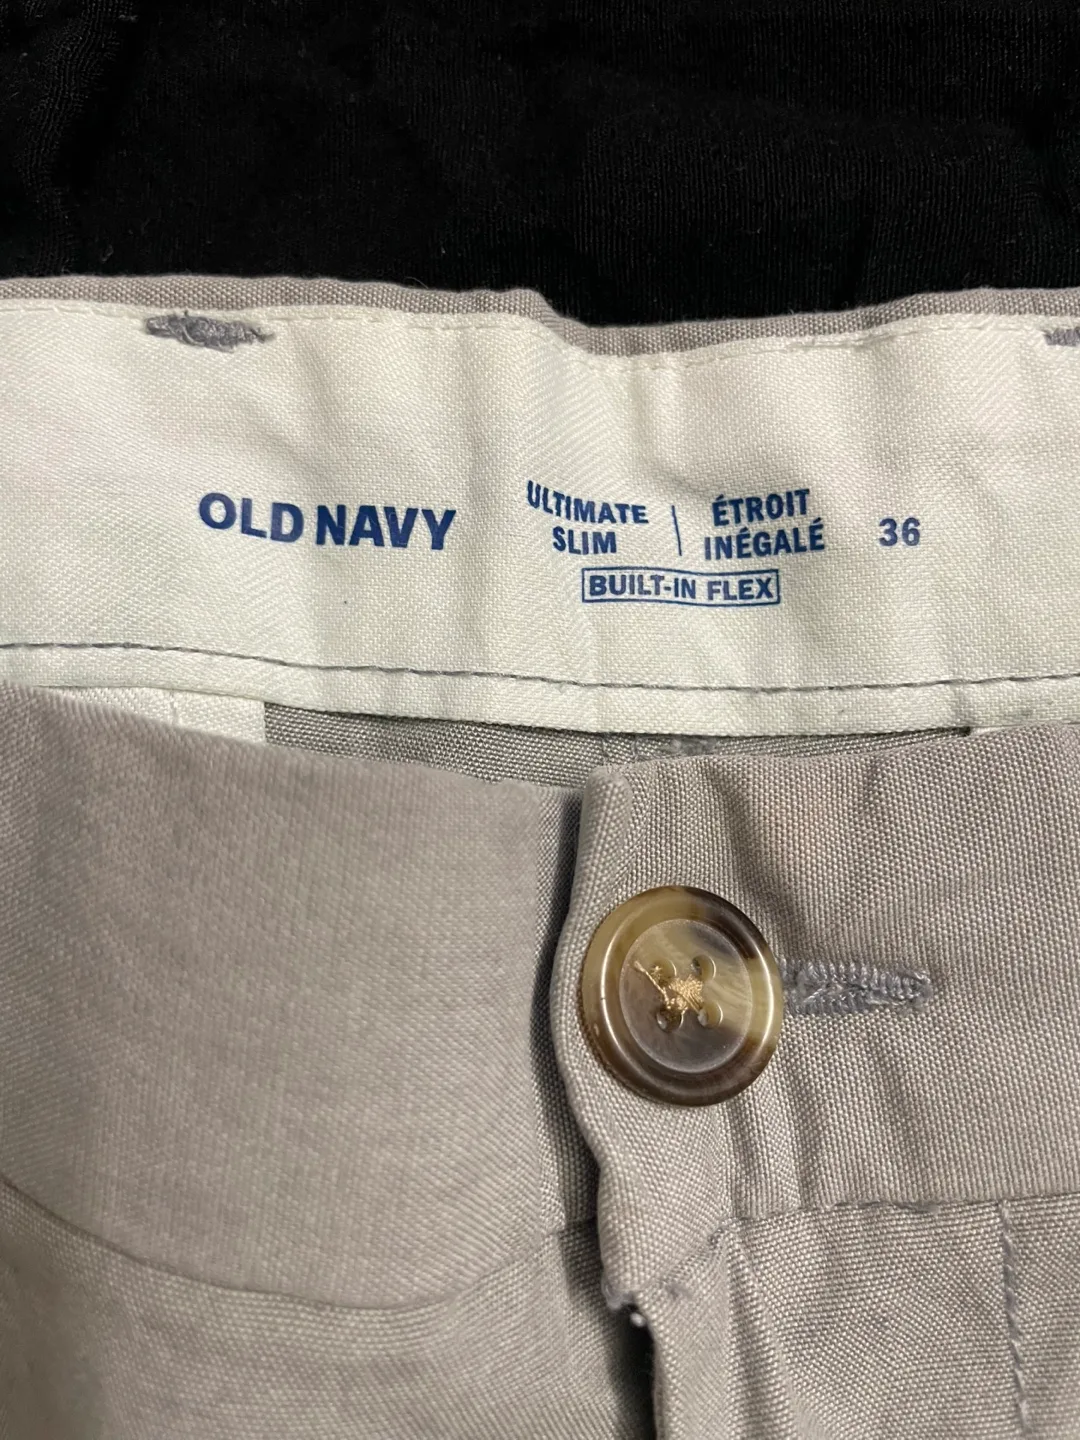 OLD NAVY
ULTIMATE
SLIM
ÉTROIT
INÉGALÉ
BUILT-IN FLEX
36